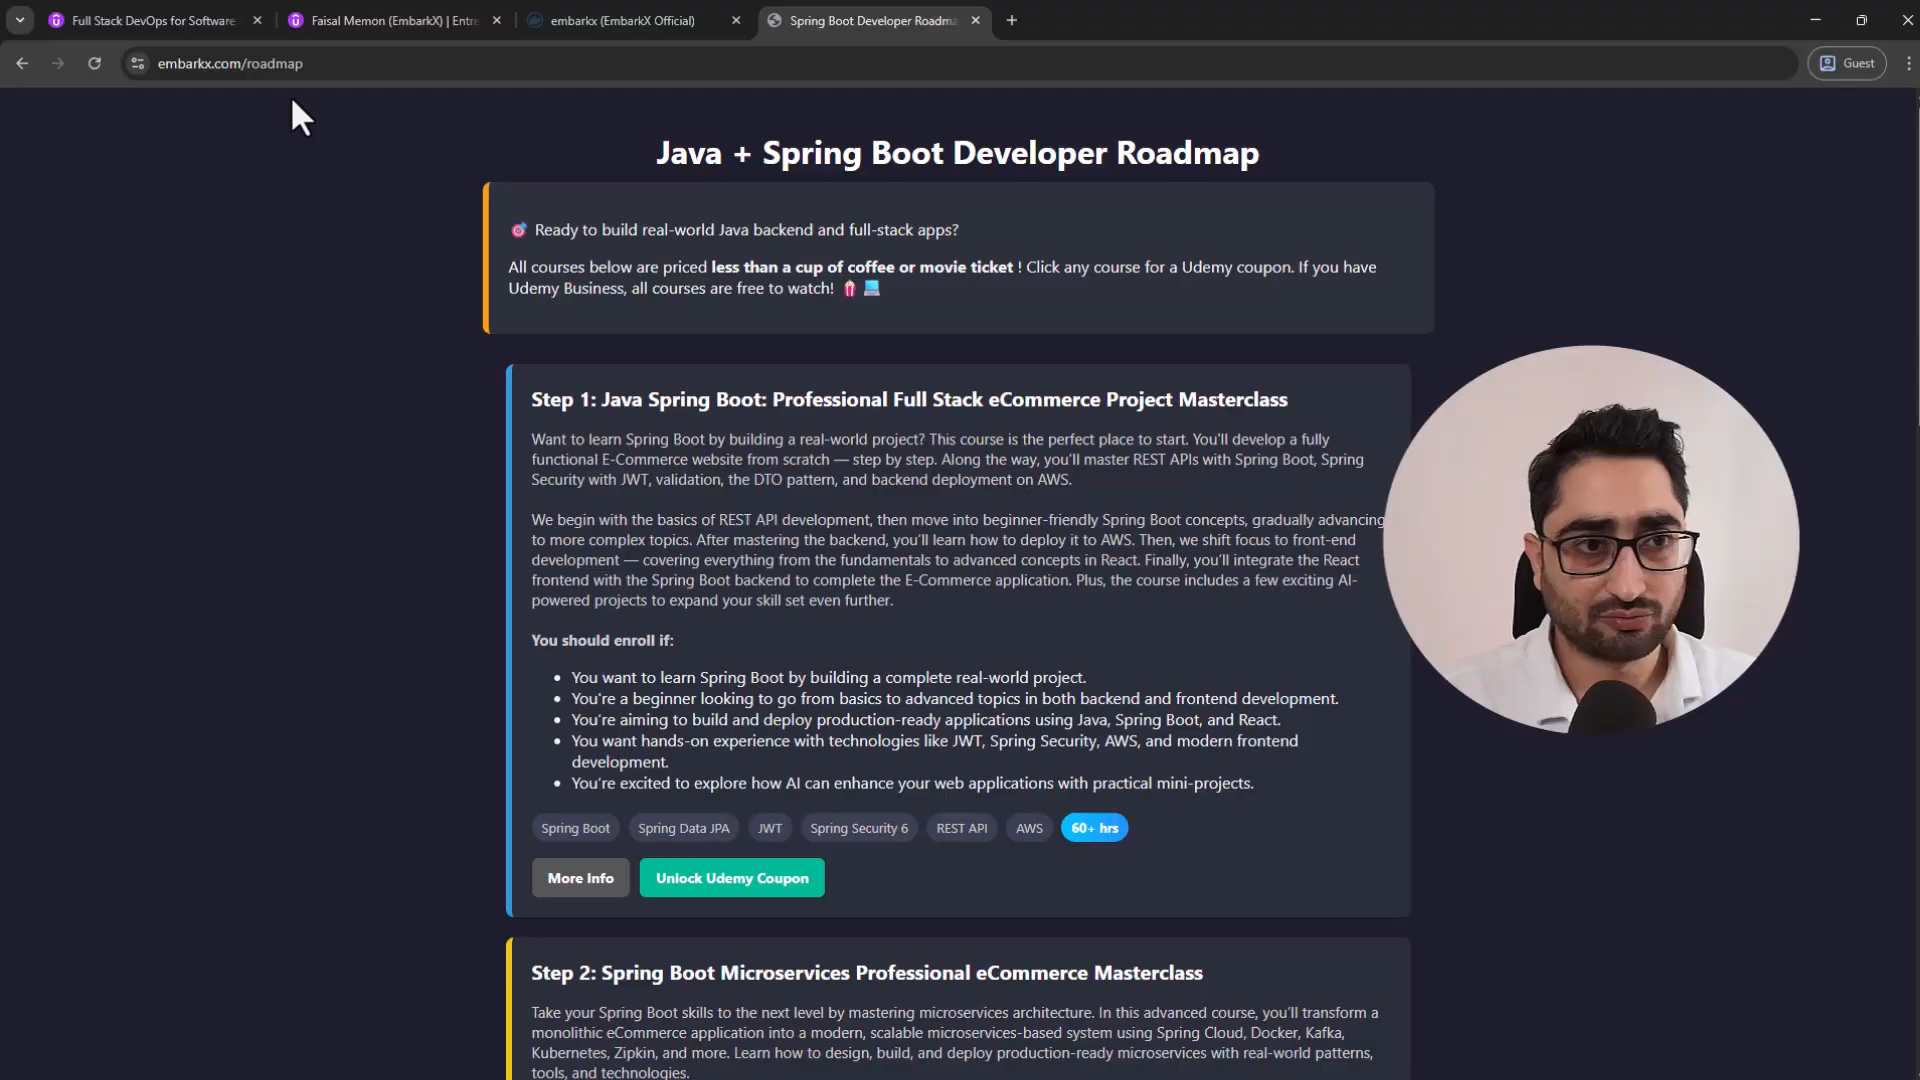 Full Stack DevOps for Software
Faisal Memon (EmbarkX) | Entre
embarkx (EmbarkX Official)
Spring Boot Developer Roadma
embarkx.com/roadmap
Guest
Java + Spring Boot Developer Roadmap
🎯 Ready to build real-world Java backend and full-stack apps?
All courses below are priced less than a cup of coffee or movie ticket ! Click any course for a Udemy coupon. If you have
Udemy Business, all courses are free to watch! 🍿 💻
Step 1: Java Spring Boot: Professional Full Stack eCommerce Project Masterclass
Want to learn Spring Boot by building a real-world project? This course is the perfect place to start. You'll develop a fully
functional E-Commerce website from scratch — step by step. Along the way, you'll master REST APIs with Spring Boot, Spring
Security with JWT, validation, the DTO pattern, and backend deployment on AWS.
We begin with the basics of REST API development, then move into beginner-friendly Spring Boot concepts, gradually advancing
to more complex topics. After mastering the backend, you'll learn how to deploy it to AWS. Then, we shift focus to front-end
development — covering everything from the fundamentals to advanced concepts in React. Finally, you'll integrate the React
frontend with the Spring Boot backend to complete the E-Commerce application. Plus, the course includes a few exciting AI-
powered projects to expand your skill set even further.
You should enroll if:
• You want to learn Spring Boot by building a complete real-world project.
• You're a beginner looking to go from basics to advanced topics in both backend and frontend development.
• You're aiming to build and deploy production-ready applications using Java, Spring Boot, and React.
• You want hands-on experience with technologies like JWT, Spring Security, AWS, and modern frontend
development.
• You're excited to explore how AI can enhance your web applications with practical mini-projects.
Spring Boot Spring Data JPA JWT Spring Security 6 REST API AWS 60+ hrs
More Info Unlock Udemy Coupon
Step 2: Spring Boot Microservices Professional eCommerce Masterclass
Take your Spring Boot skills to the next level by mastering microservices architecture. In this advanced course, you'll transform a
monolithic eCommerce application into a modern, scalable microservices-based system using Spring Cloud, Docker, Kafka,
Kubernetes, Zipkin, and more. Learn how to design, build, and deploy production-ready microservices with real-world patterns,
tools, and technologies.